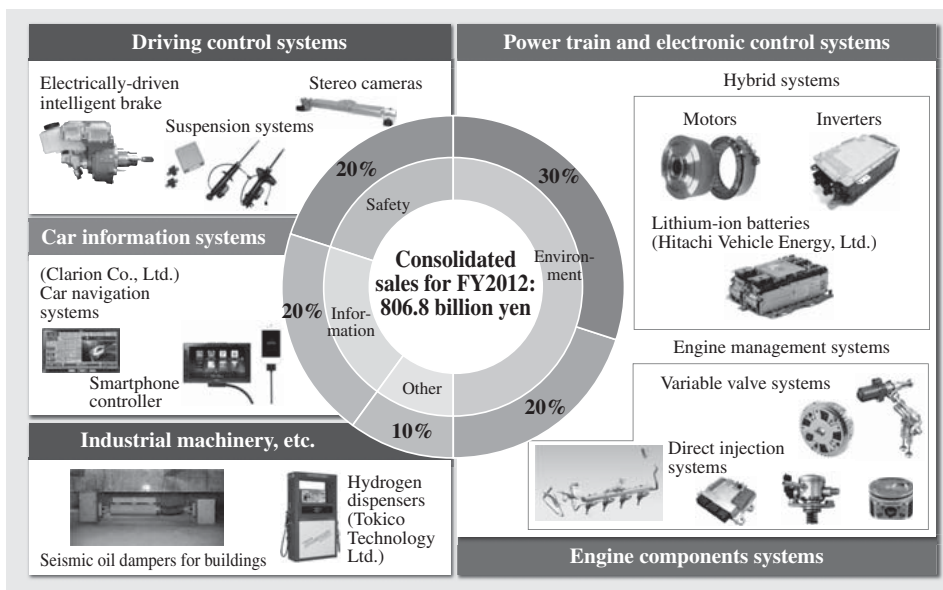 Driving control systems
Electrically-driven
intelligent brake
Stereo cameras
Suspension systems
Car information systems
(Clarion Co., Ltd.)
Car navigation
systems
Smartphone
controller
Industrial machinery, etc.
Seismic oil dampers for buildings
Hydrogen
dispensers
(Tokico
Technology
Ltd.)
20%
Safety
20%
Infor-
mation
Other
10%
Consolidated
sales for FY2012:
806.8 billion yen
30%
Environ-
ment
20%
Power train and electronic control systems
Hybrid systems
Motors
Inverters
Lithium-ion batteries
(Hitachi Vehicle Energy, Ltd.)
Engine management systems
Variable valve systems
Direct injection
systems
Engine components systems